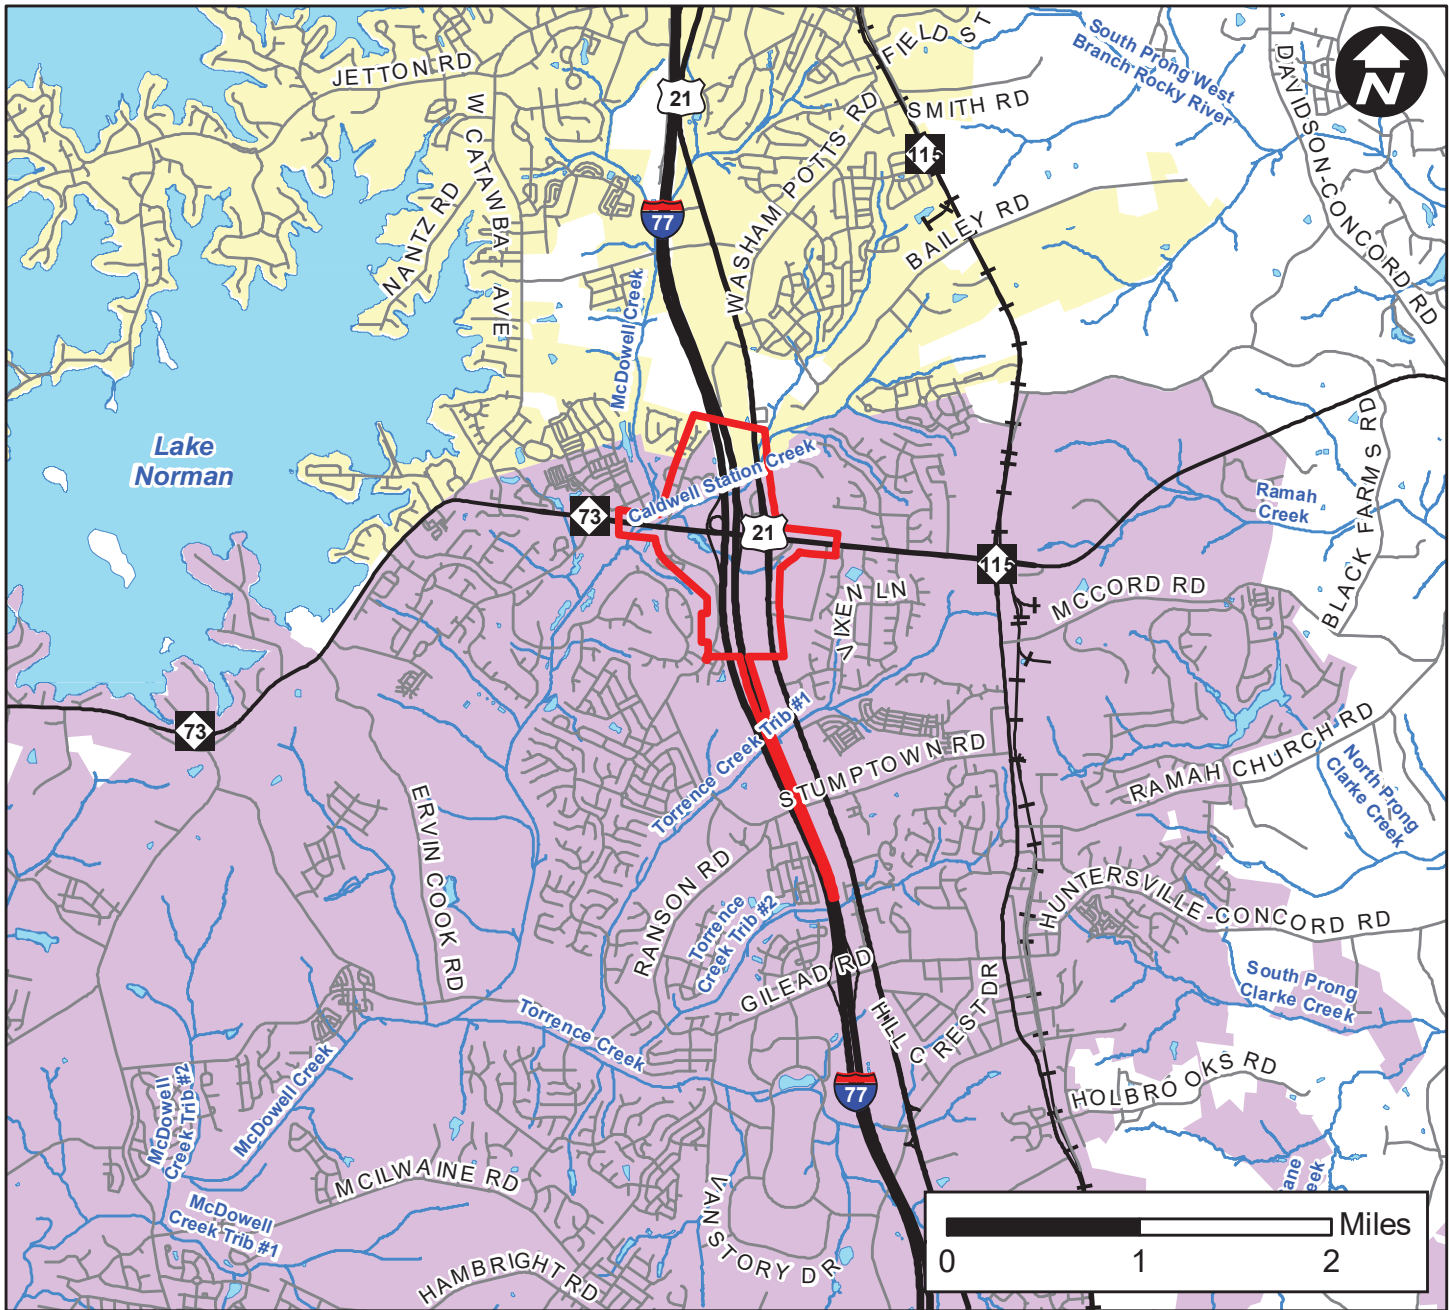 FIELD ST
South Prong West
Branch Rocky River
DAVIDSON-CONCORD RD
N
JETTON RD
21
SMITH RD
W CATAWBA AVE
WASHAM POTTS RD
115
NANTZ RD
77
BAILEY RD
McDowell Creek
Lake
Norman
Caldwell Station Creek
BLACK FARMS RD
Ramah
Creek
73
21
115
VIXEN LN
MCCORD RD
73
Torrence Creek Trib #1
STUMPTOWN RD
RAMAH CHURCH RD
North Prong
Clarke Creek
ERVIN COOK RD
RANSON RD
Torrence
Creek Trib #2
HUNTERSVILLE-CONCORD RD
GILEAD RD
HILLCREST DR
South Prong
Clarke Creek
Torrence Creek
McDowell Creek
McDowell
Creek Trib #2
77
HOLBROOKS RD
MCILWAINE RD
VANSTORY DR
McDowell
Creek Trib #1
HAMBRIGHT RD
ane
eek
Miles
0 1 2